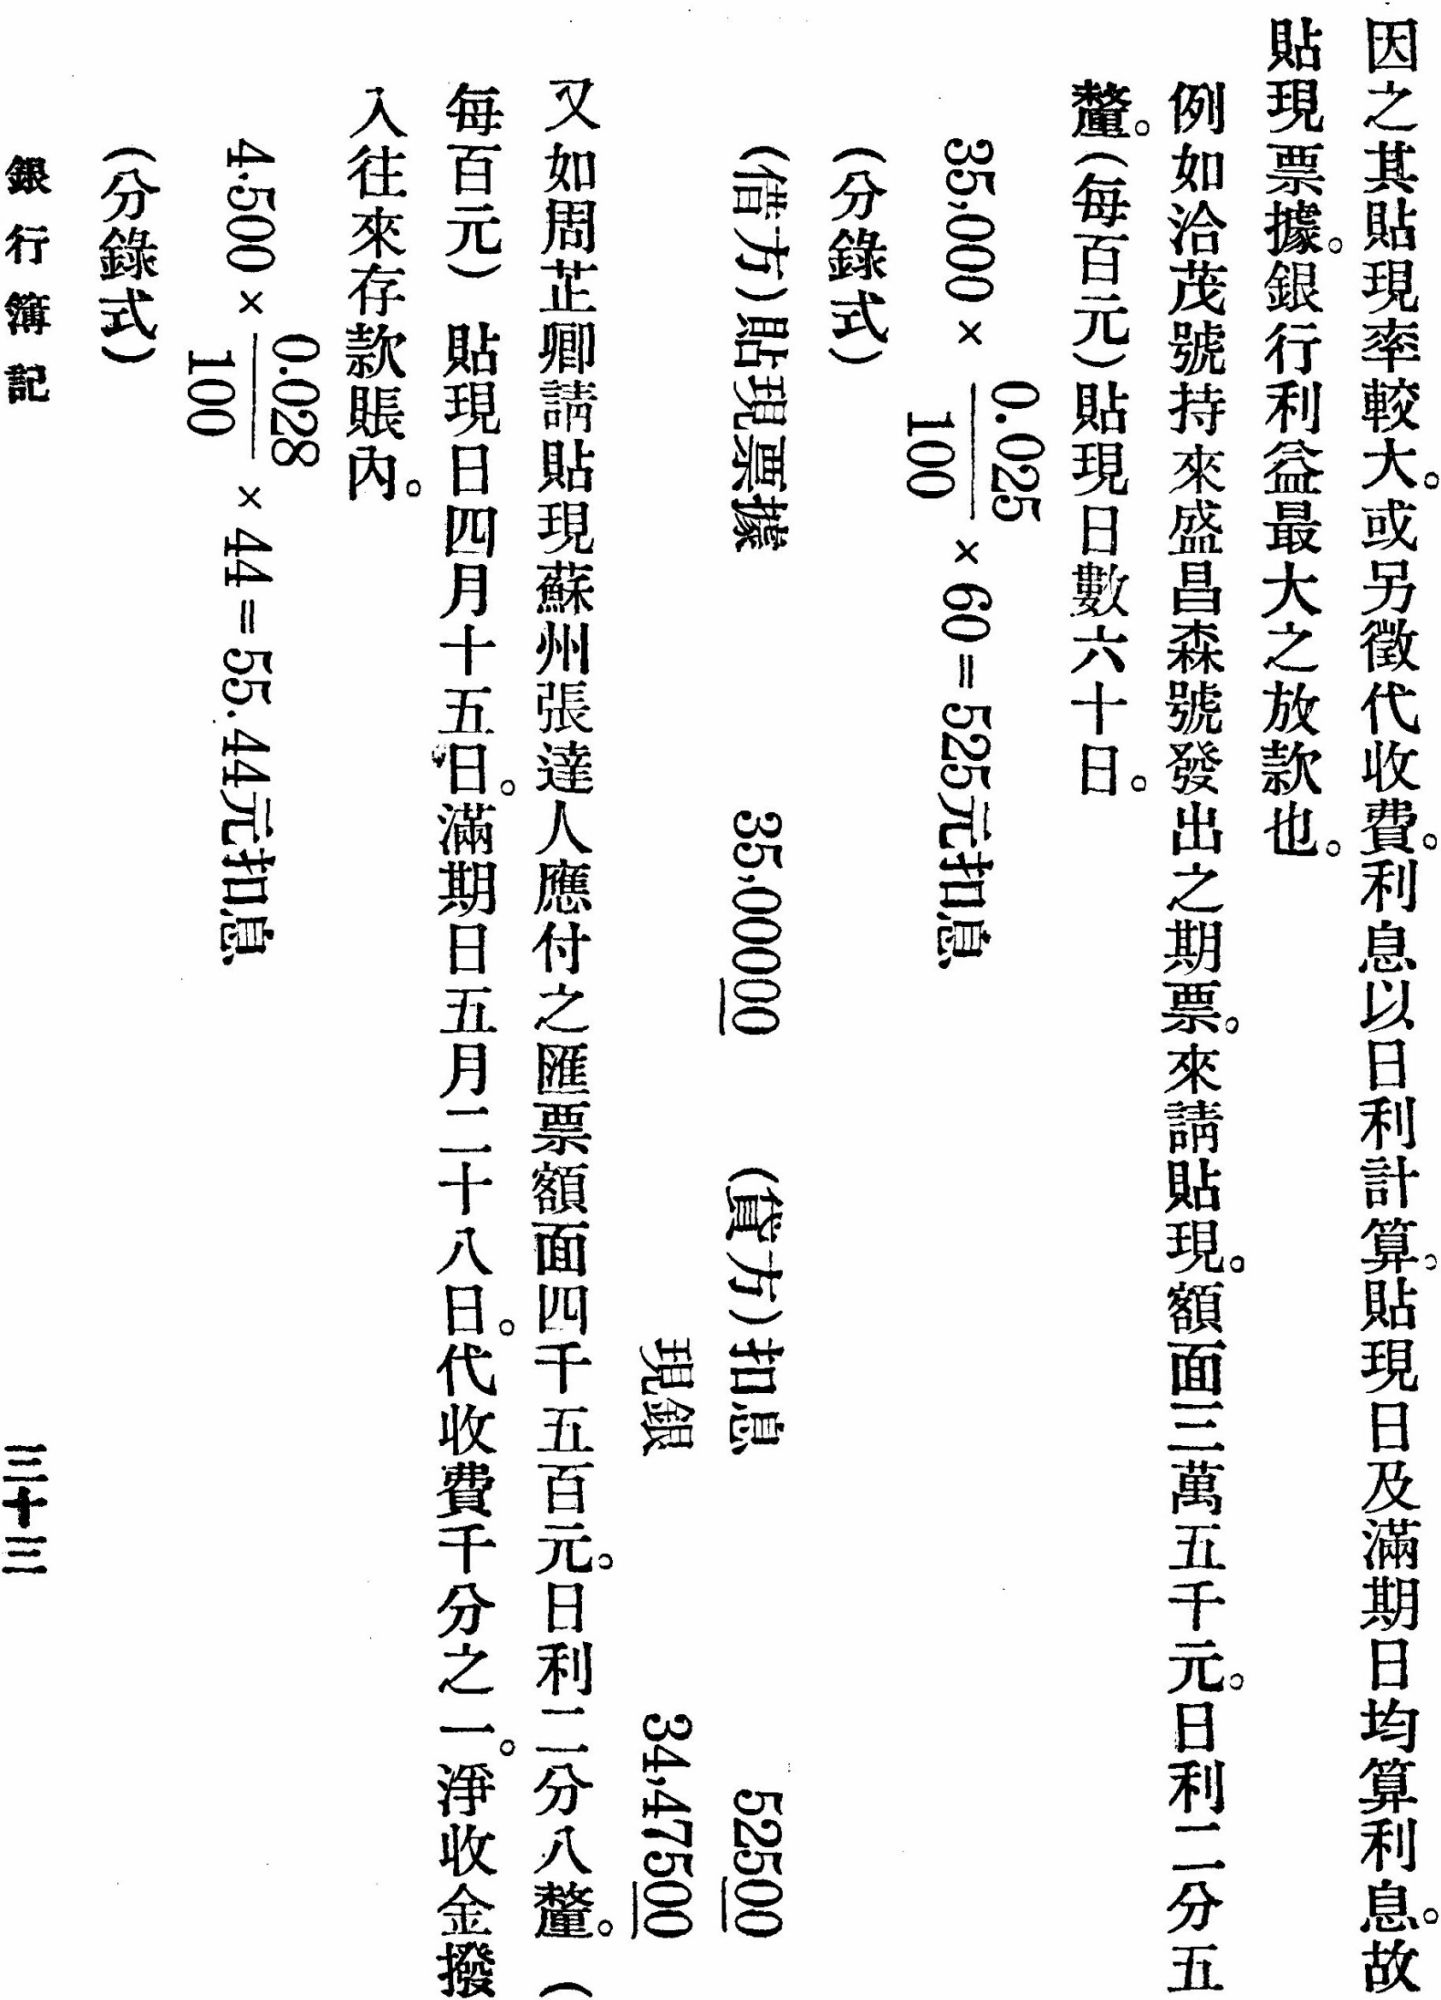 因之其貼現率較大。或另徵代收費。利息以日利計算。貼現日及滿期日均算利息。故
貼現票據。銀行利益最大之放款也。
例如洽茂號持來盛昌森號發出之期票。來請貼現。額面三萬五千元。日利二分五
釐。(每百元)貼現日數六十日。
35,000 × 0.025/100 × 60 = 525元扣息
(分錄式)
(借方)貼現票據 35,00000 (貸方)扣息 52500
現銀 34,47500
又如周芷卿請貼現蘇州張達人應付之匯票額面四千五百元。日利二分八釐。(
每百元)貼現日四月十五日。滿期日五月二十八日。代收費千分之一。淨收金撥
入往來存款賬內。
4.500 × 0.028/100 × 44 = 55.44元扣息
(分錄式)
銀行簿記 三十三